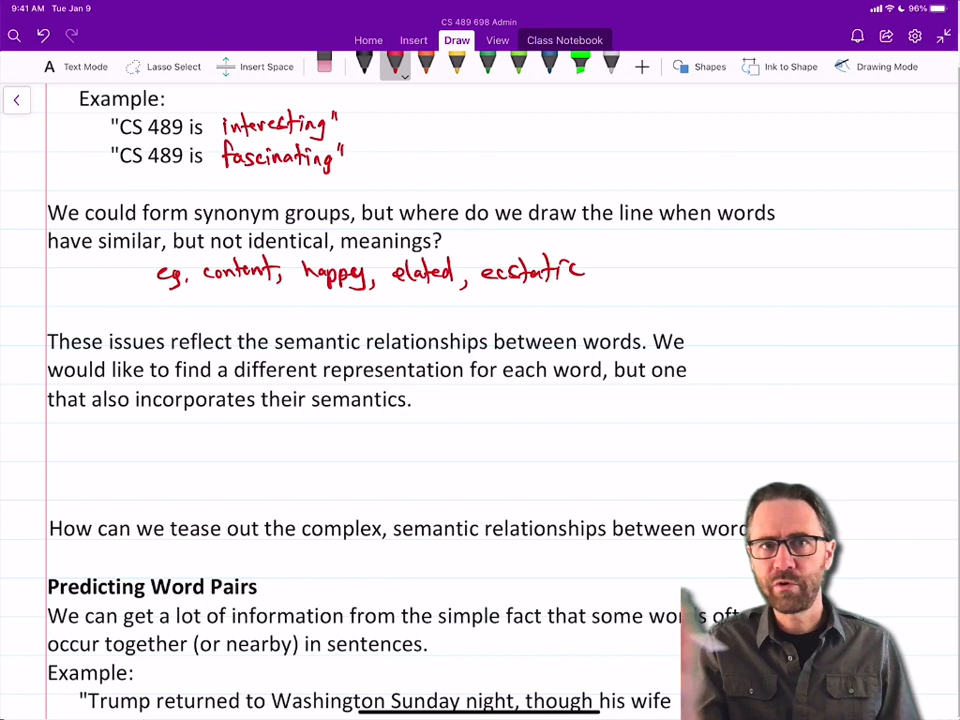 9:41 AM Tue Jan 9
96%
CS 489 698 Admin
Home Insert Draw View Class Notebook
A Text Mode Lasso Select Insert Space Shapes Ink to Shape Drawing Mode
Example:
"CS 489 is interesting"
"CS 489 is fascinating"
We could form synonym groups, but where do we draw the line when words
have similar, but not identical, meanings?
eg. content, happy, elated, ecstatic
These issues reflect the semantic relationships between words. We
would like to find a different representation for each word, but one
that also incorporates their semantics.
How can we tease out the complex, semantic relationships between
Predicting Word Pairs
We can get a lot of information from the simple fact that some
occur together (or nearby) in sentences.
Example:
"Trump returned to Washington Sunday night, though his wife